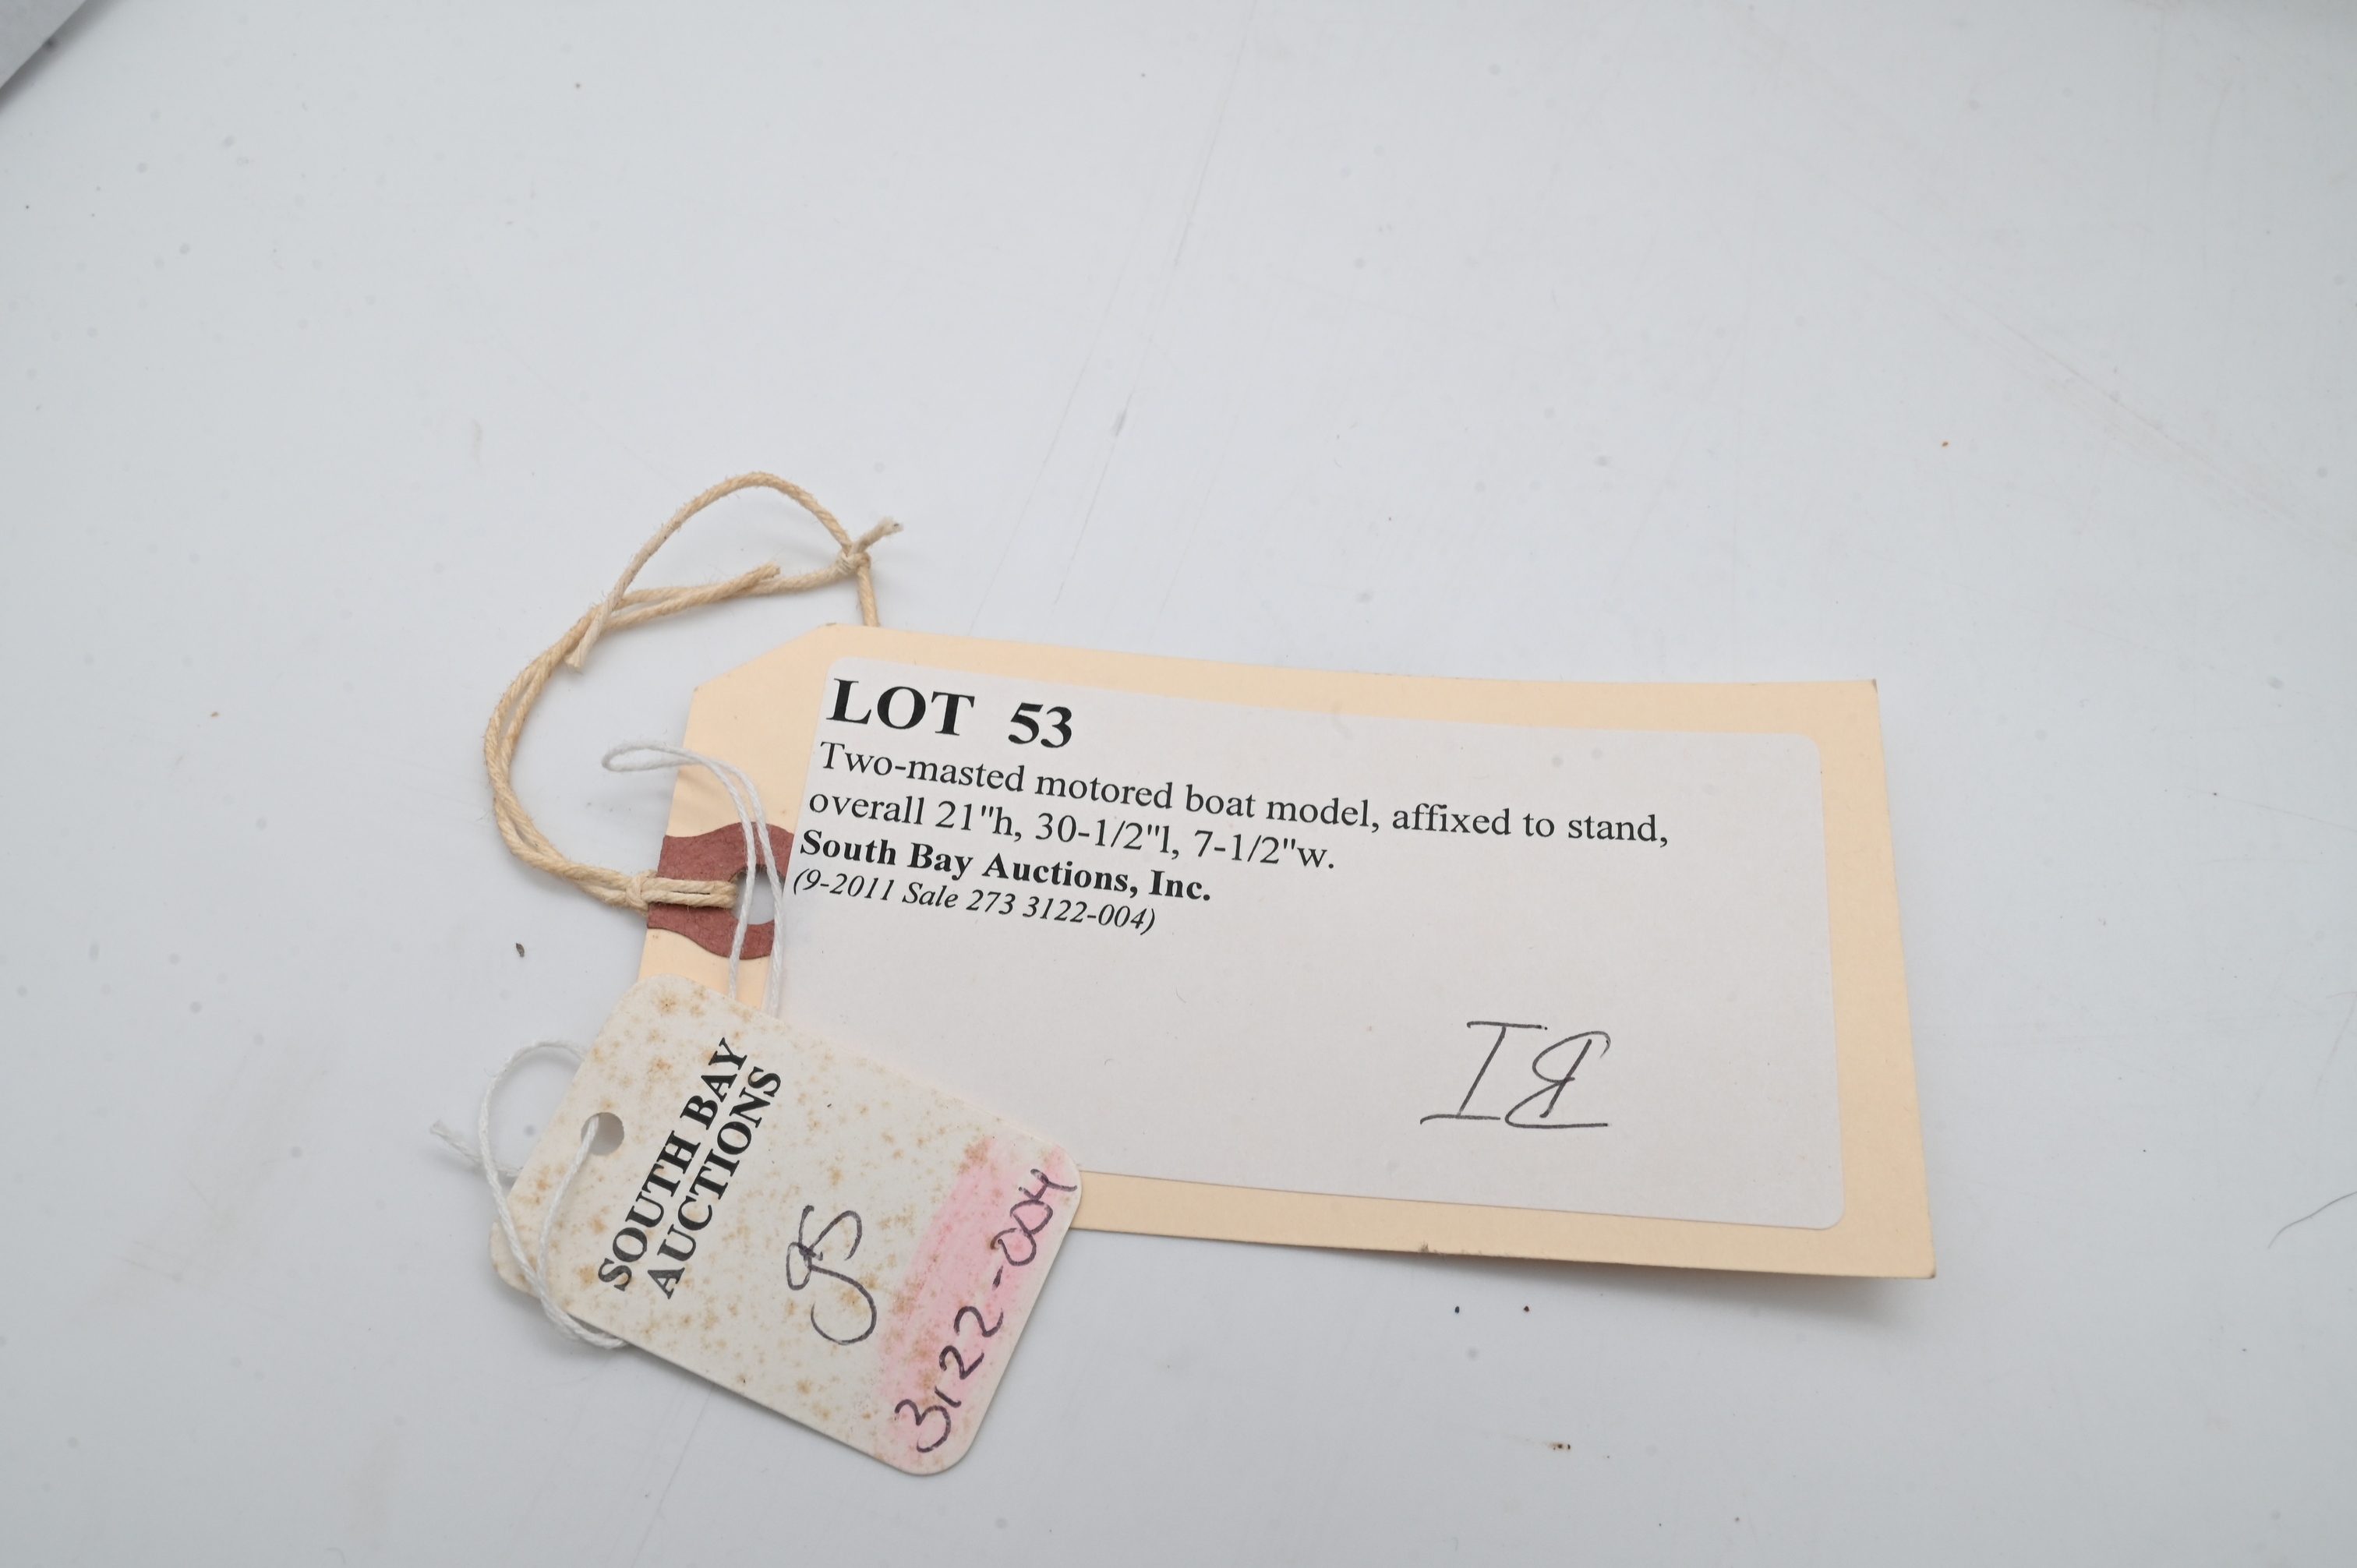 LOT 53
Two-masted motored boat model, affixed to stand,
overall 21"h, 30-1/2"l, 7-1/2"w.
South Bay Auctions, Inc.
(9-2011 Sale 273 3122-004)
SOUTH BAY
AUCTIONS
3122-004